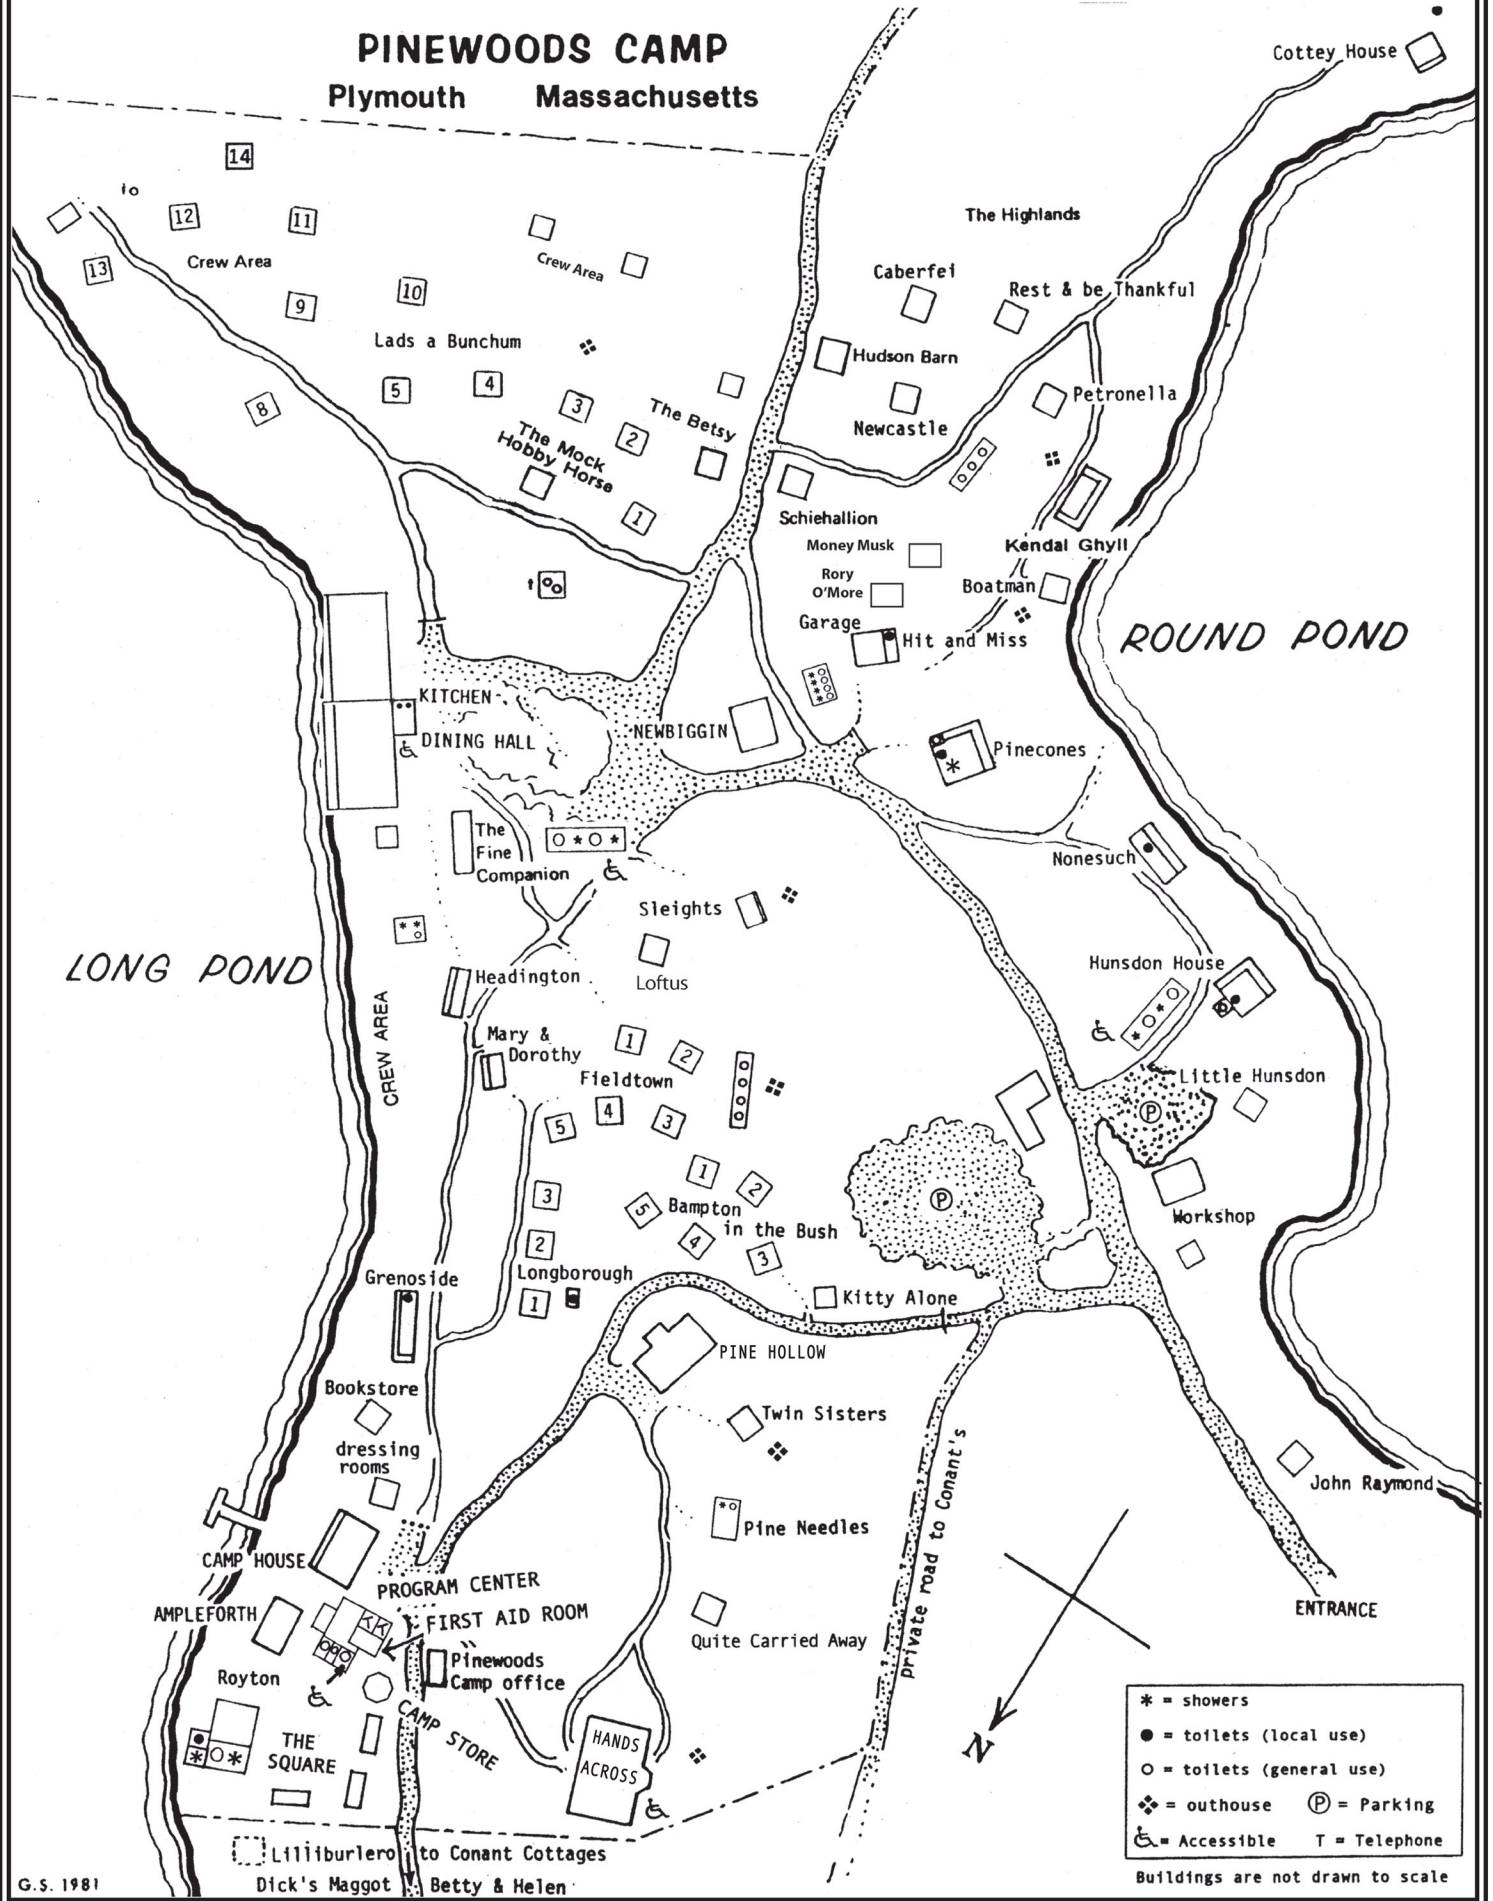 PINEWOODS CAMP
Plymouth Massachusetts
Cottey House
14
to
12
11
13
Crew Area
Crew Area
10
9
The Highlands
Caberfei
Rest & be Thankful
Lads a Bunchum
Hudson Barn
5
4
8
3
2
The Betsy
Petronella
Newcastle
The Mock
Hobby Horse
1
Schiehallion
Money Musk
Kendal Ghyll
Rory
O'More
Boatman
Garage
Hit and Miss
ROUND POND
KITCHEN
NEWBIGGIN
DINING HALL
Pinecones
The
Fine
Companion
Nonesuch
Sleights
LONG POND
Headington
Loftus
Hunsdon House
CREW AREA
Mary &
Dorothy
1
2
Fieldtown
Little Hunsdon
5
4
3
P
1
2
3
5
Bampton
in the Bush
P
Workshop
2
4
3
Grenoside
Longborough
1
Kitty Alone
PINE HOLLOW
Bookstore
Twin Sisters
dressing
rooms
private road to Conant's
John Raymond
Pine Needles
CAMP HOUSE
PROGRAM CENTER
AMPLEFORTH
FIRST AID ROOM
ENTRANCE
Quite Carried Away
Pinewoods
Camp office
Royton
CAMP STORE
THE
SQUARE
HANDS
ACROSS
N
* = showers
● = toilets (local use)
○ = toilets (general use)
= outhouse P = Parking
= Accessible T = Telephone
Buildings are not drawn to scale
Lilliburlero to Conant Cottages
G.S. 1981
Dick's Maggot Betty & Helen